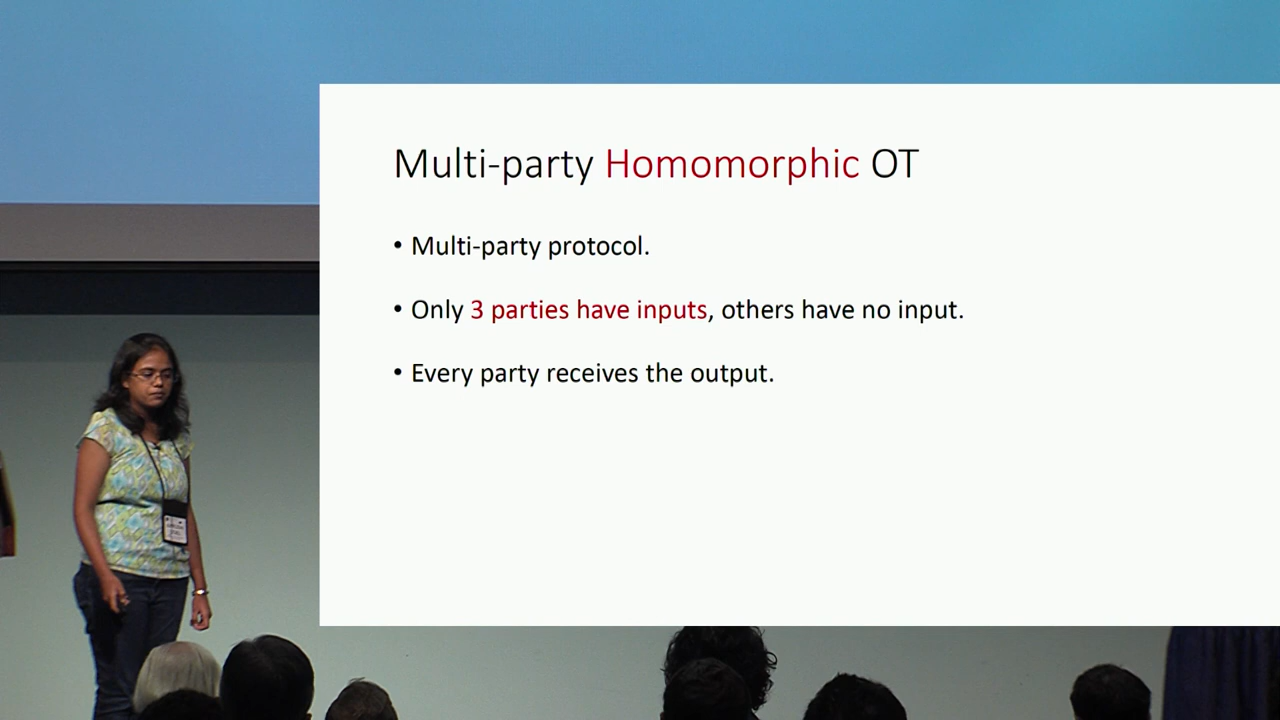 Multi-party Homomorphic OT
• Multi-party protocol.
• Only 3 parties have inputs, others have no input.
• Every party receives the output.